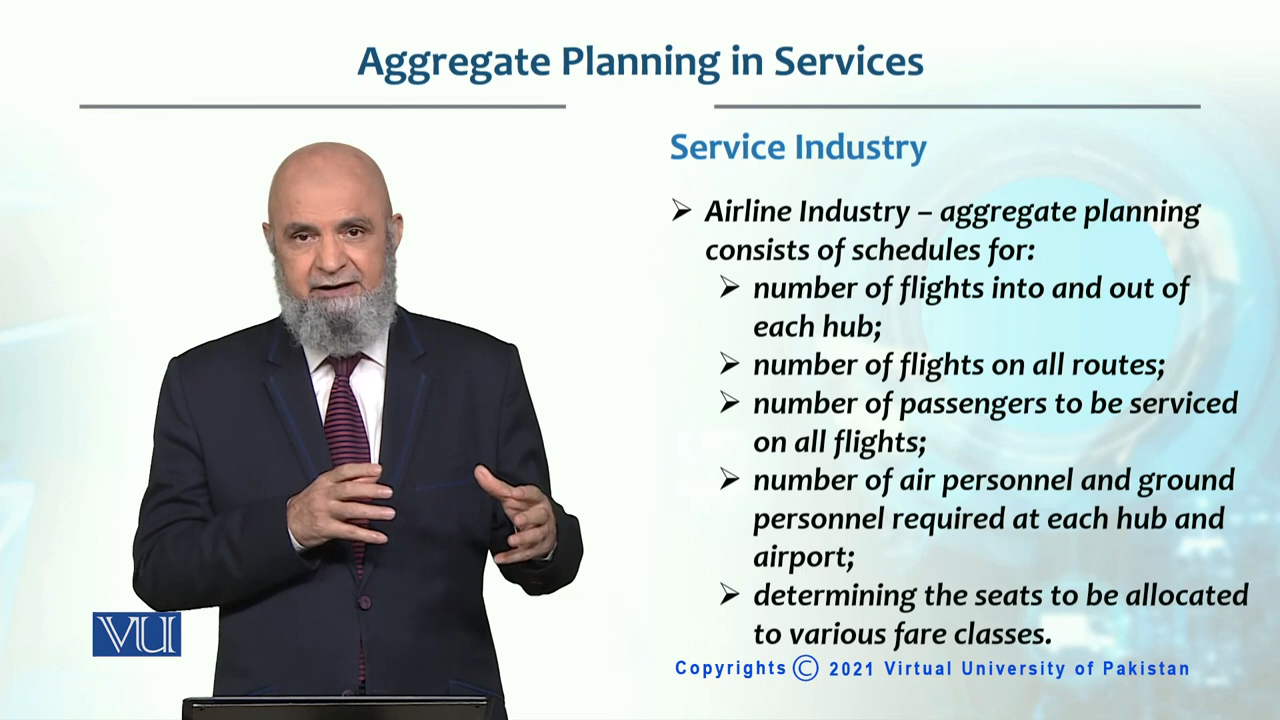 Aggregate Planning in Services
Service Industry
➢ Airline Industry – aggregate planning
consists of schedules for:
➢ number of flights into and out of
each hub;
➢ number of flights on all routes;
➢ number of passengers to be serviced
on all flights;
➢ number of air personnel and ground
personnel required at each hub and
airport;
➢ determining the seats to be allocated
to various fare classes.
VU
Copyrights © 2021 Virtual University of Pakistan